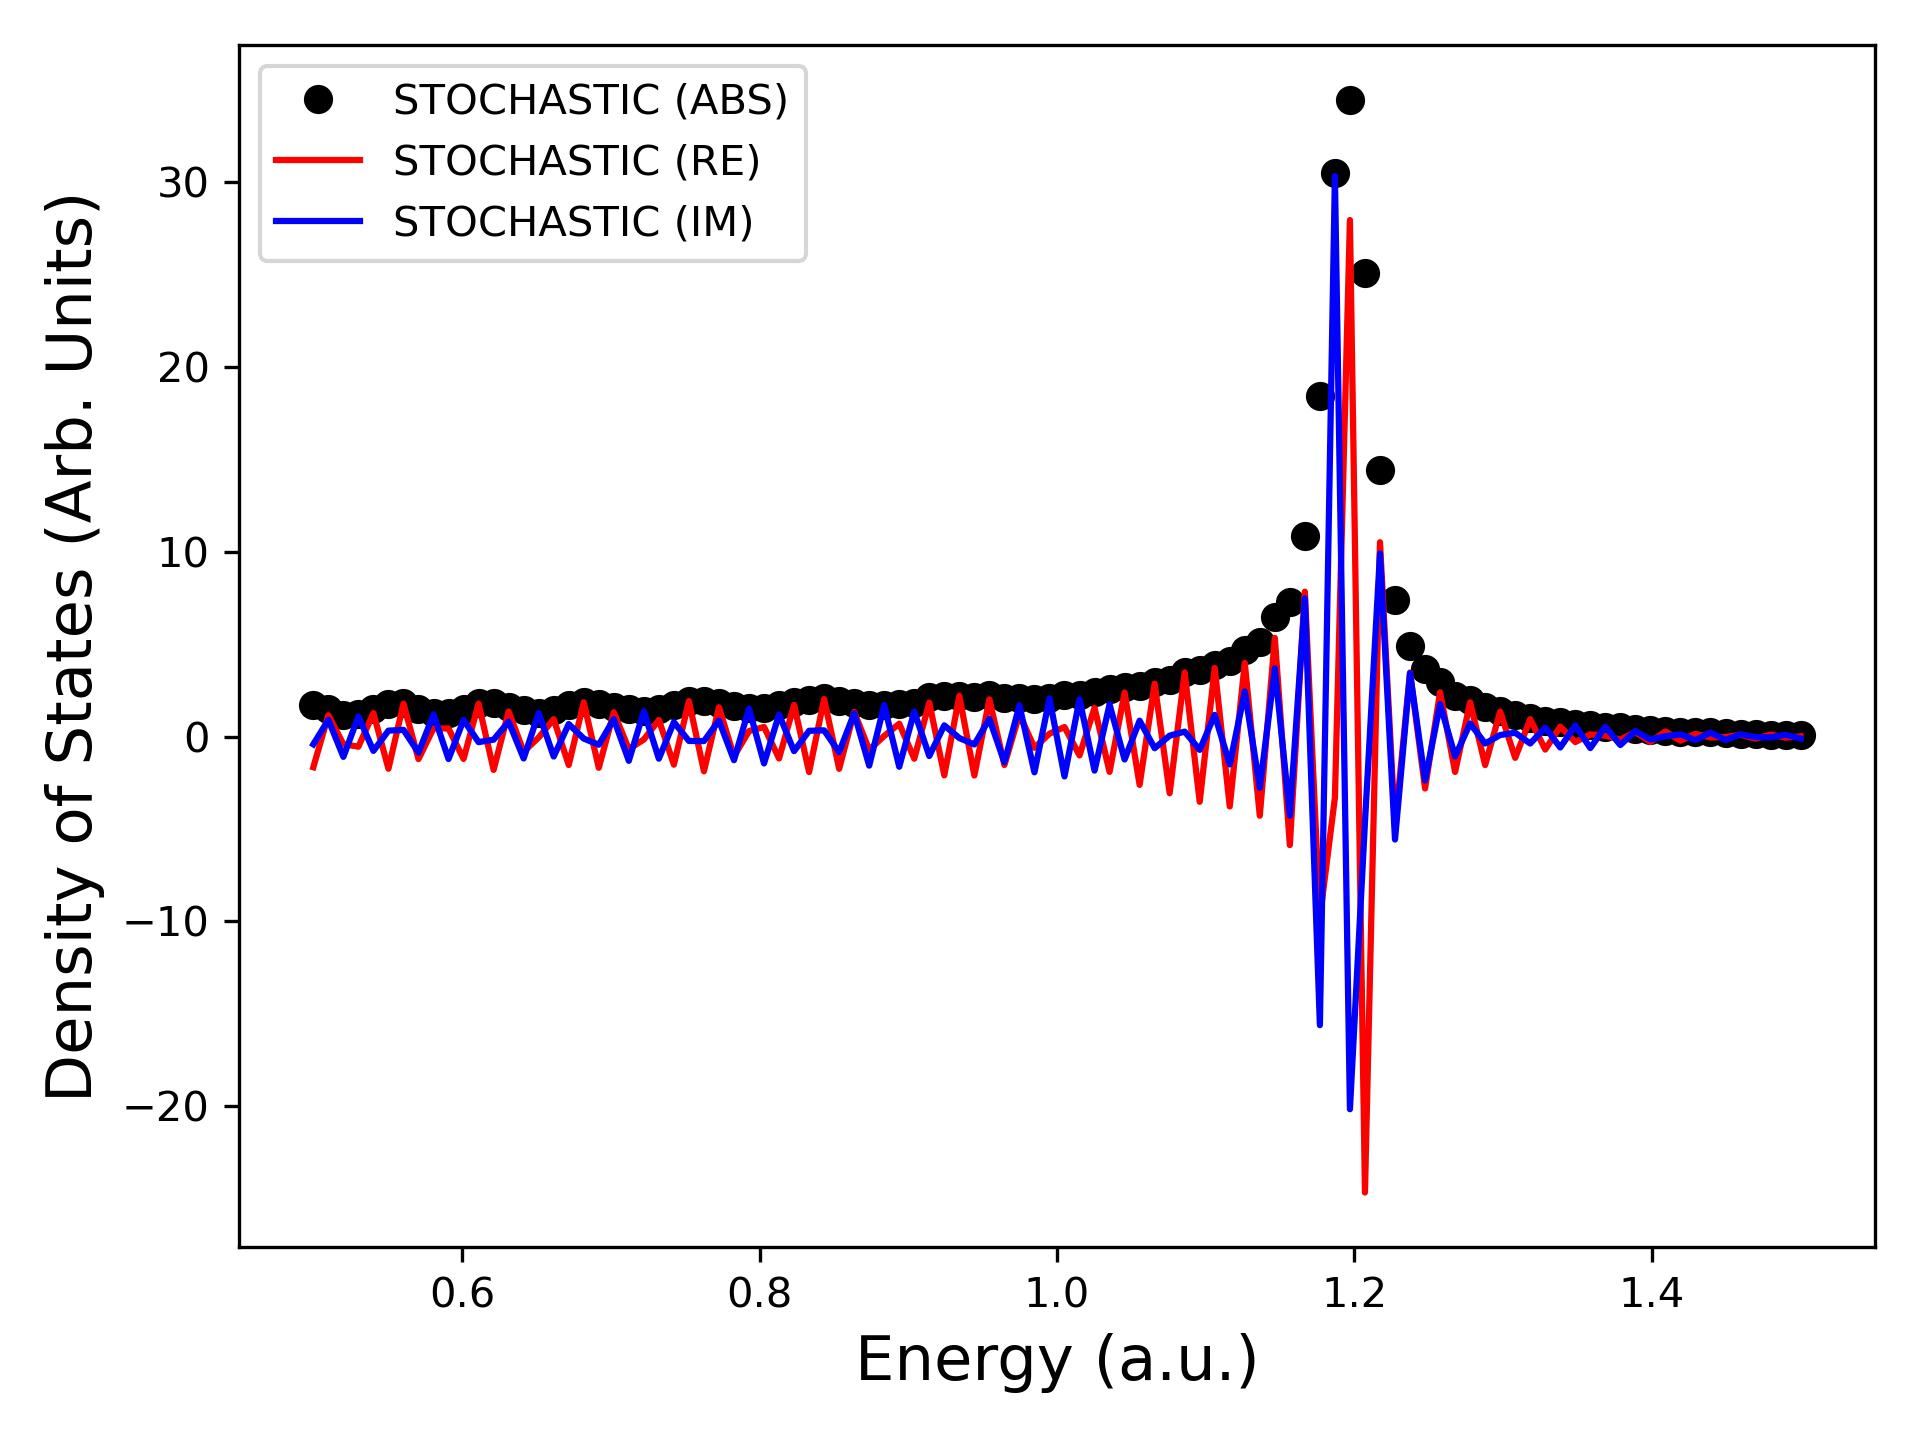 STOCHASTIC (ABS)
STOCHASTIC (RE)
STOCHASTIC (IM)
Density of States (Arb. Units)
30
20
10
0
−10
−20
0.6 0.8 1.0 1.2 1.4
Energy (a.u.)